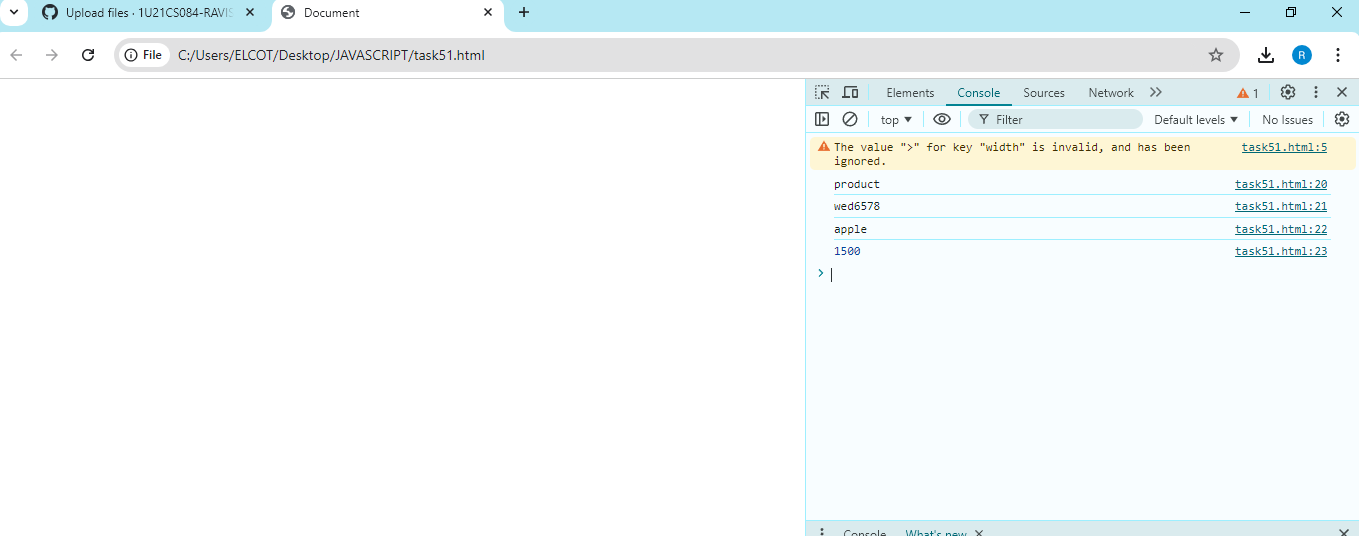 Upload files · 1U21CS084-RAVIS
Document
File
C:/Users/ELCOT/Desktop/JAVASCRIPT/task51.html
R
Elements
Console
Sources
Network
1
top
Filter
Default levels
No Issues
The value ">" for key "width" is invalid, and has been
ignored.
task51.html:5
product
task51.html:20
wed6578
task51.html:21
apple
task51.html:22
1500
task51.html:23
Console
What's new